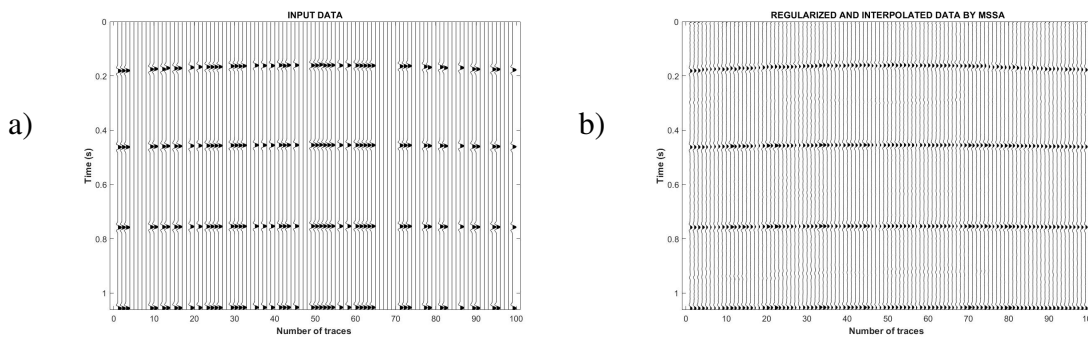 a)
INPUT DATA
0
0.2
0.4
0.6
0.8
1
Time (s)
0 10 20 30 40 50 60 70 80 90 100
Number of traces
b)
REGULARIZED AND INTERPOLATED DATA BY MSSA
0
0.2
0.4
0.6
0.8
1
Time (s)
0 10 20 30 40 50 60 70 80 90 10
Number of traces